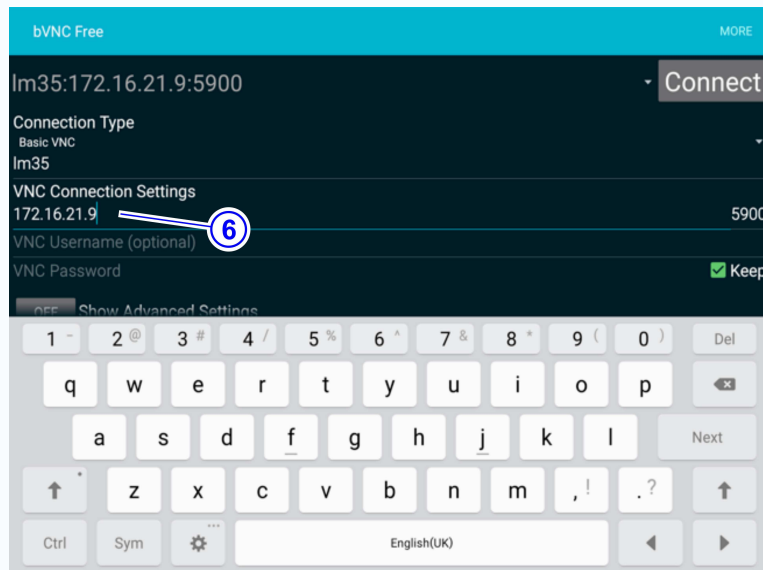 bVNC Free MORE
lm35:172.16.21.9:5900 Connect
Connection Type
Basic VNC
lm35
VNC Connection Settings
172.16.21.9 5900
6
VNC Username (optional)
VNC Password Keep
OFF Show Advanced Settings
1 - 2 @ 3 # 4 / 5 % 6 ^ 7 & 8 * 9 ( 0 ) Del
q w e r t y u i o p
a s d f g h j k l Next
z x c v b n m , ! . ?
Ctrl Sym English(UK)